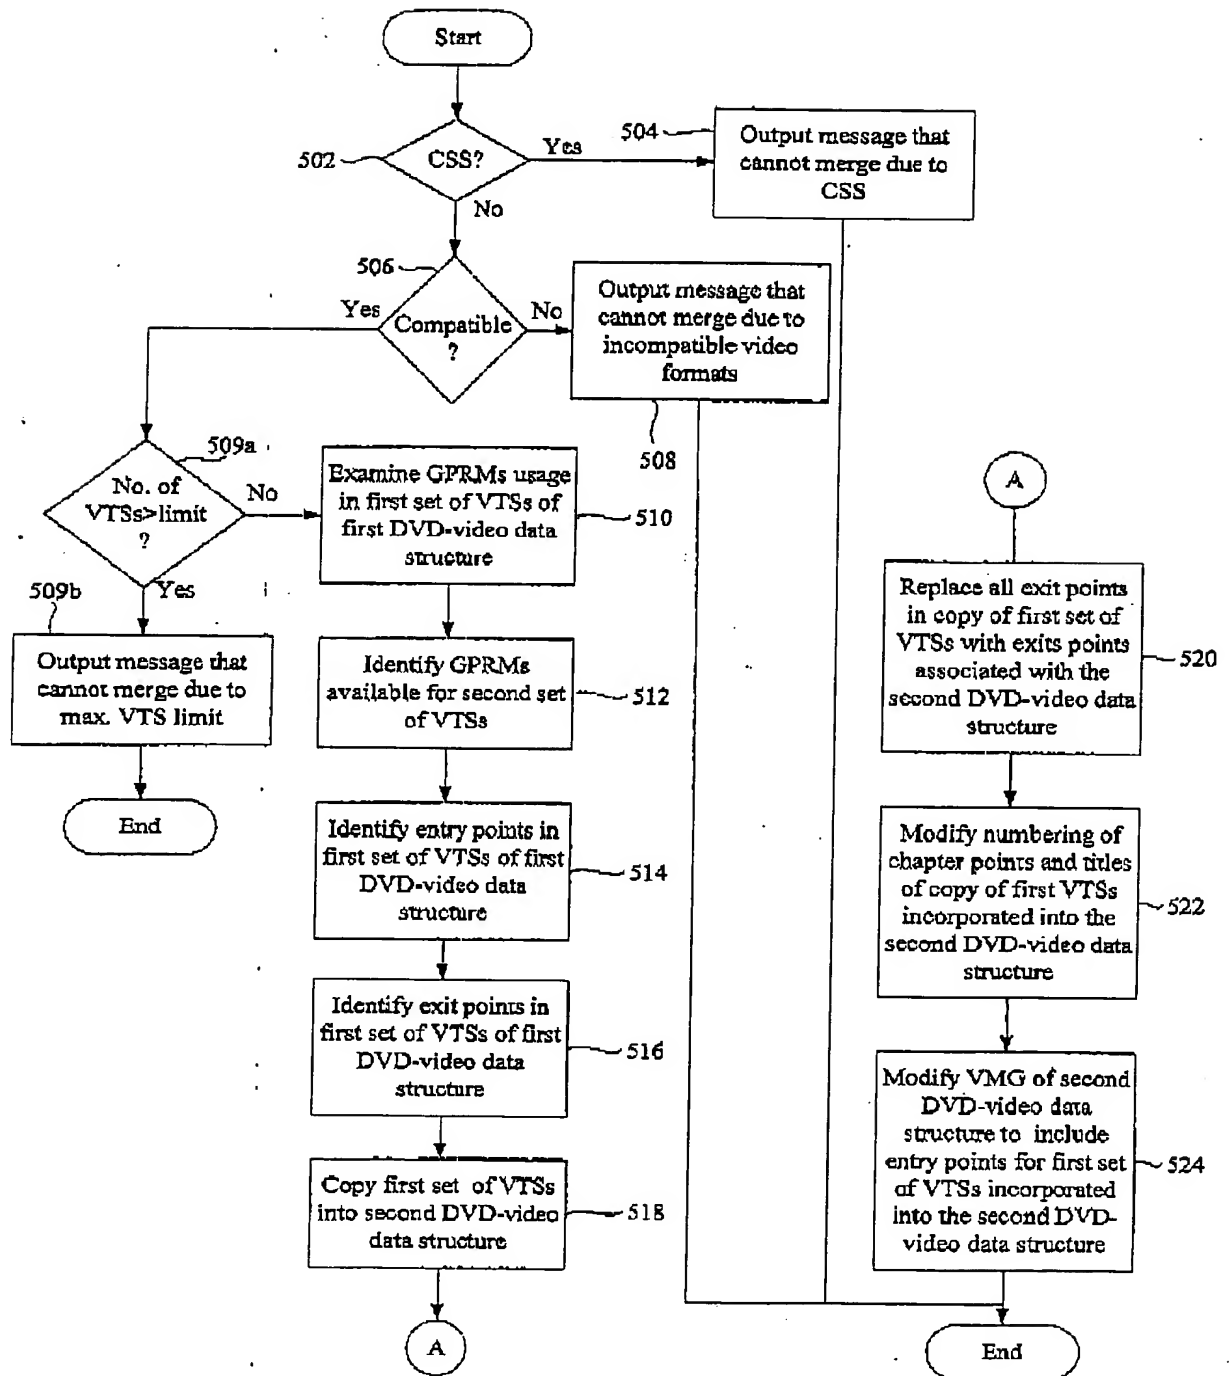 Start
502
CSS?
Yes
No
504
Output message that
cannot merge due to
CSS
506
Yes
Compatible
?
No
Output message that
cannot merge due to
incompatible video
formats
508
509a
No. of
VTSs>limit
?
No
Yes
509b
Output message that
cannot merge due to
max. VTS limit
End
Examine GPRMs usage
in first set of VTSs of
first DVD-video data
structure
510
Identify GPRMs
available for second set
of VTSs
512
Identify entry points in
first set of VTSs of first
DVD-video data
structure
514
Identify exit points in
first set of VTSs of first
DVD-video data
structure
516
Copy first set of VTSs
into second DVD-video
data structure
518
A
A
Replace all exit points
in copy of first set of
VTSs with exits points
associated with the
second DVD-video data
structure
520
Modify numbering of
chapter points and titles
of copy of first VTSs
incorporated into the
second DVD-video data
structure
522
Modify VMG of second
DVD-video data
structure to include
entry points for first set
of VTSs incorporated
into the second DVD-
video data structure
524
End